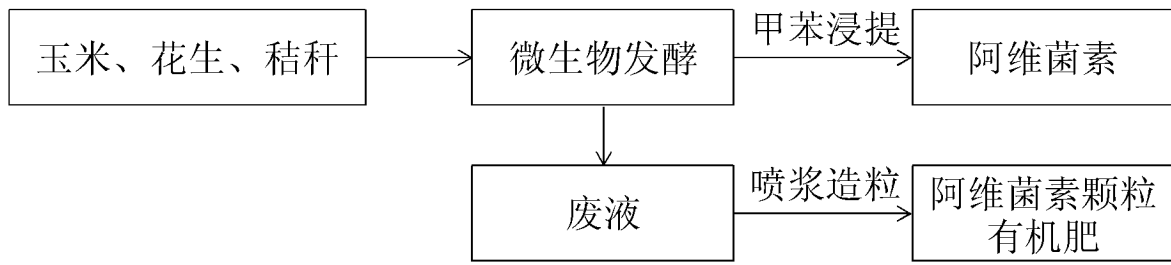 玉米、花生、秸秆
微生物发酵
甲苯浸提
阿维菌素
废液
喷浆造粒
阿维菌素颗粒
有机肥